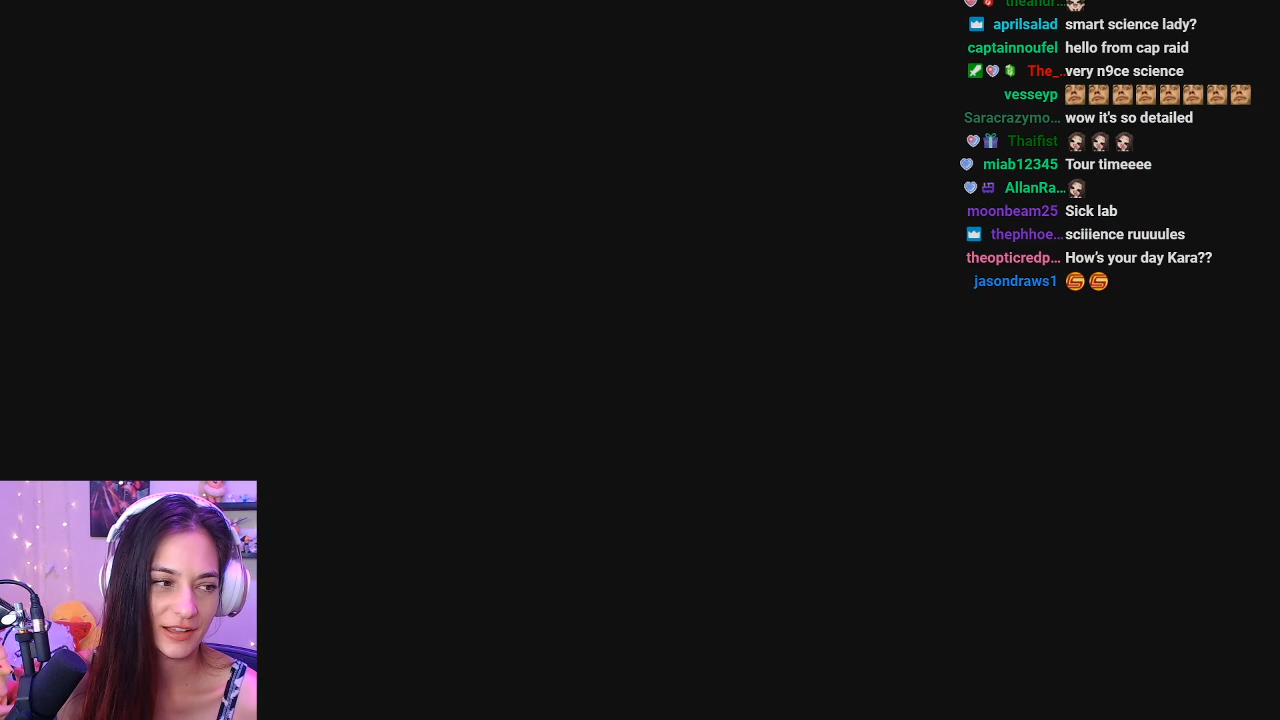 theandr...
aprilsalad smart science lady?
captainnoufel hello from cap raid
The_... very n9ce science
vesseyp
Saracrazymo... wow it's so detailed
Thaifist
miab12345 Tour timeeee
AllanRa...
moonbeam25 Sick lab
thephhoe... sciiience ruuuules
theopticredp... How's your day Kara??
jasondraws1